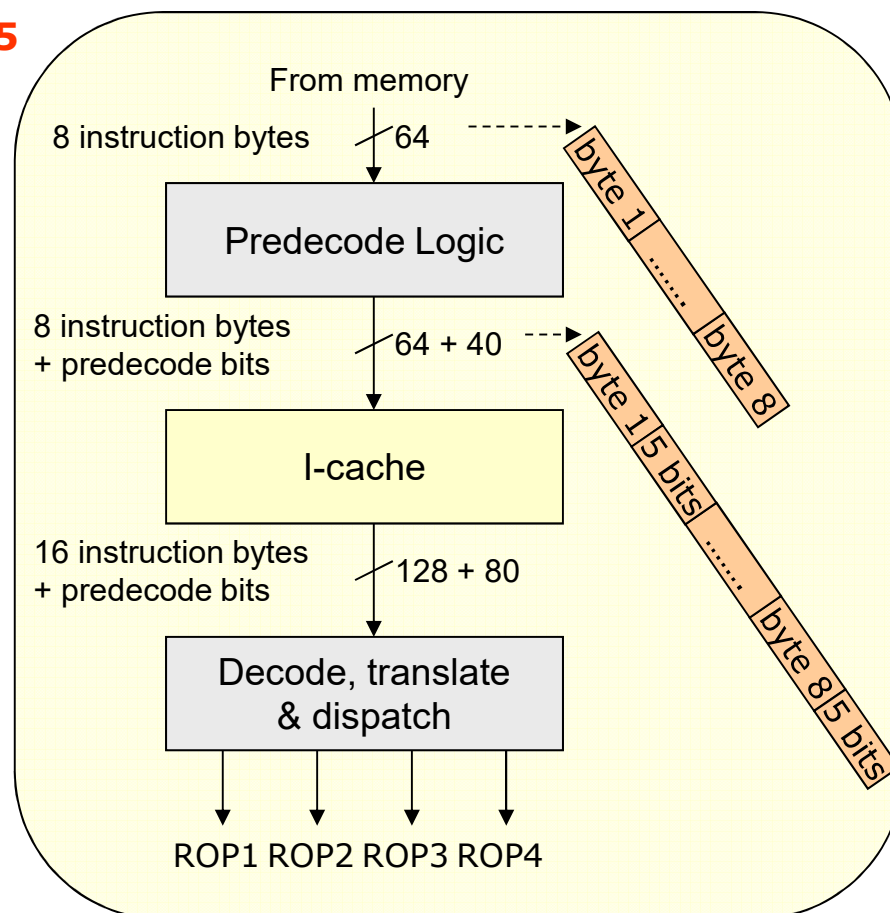 5
From memory
8 instruction bytes
64
byte 1
.......
byte 8
Predecode Logic
8 instruction bytes
+ predecode bits
64 + 40
byte 1
5 bits
.......
byte 8
5 bits
I-cache
16 instruction bytes
+ predecode bits
128 + 80
Decode, translate
& dispatch
ROP1 ROP2 ROP3 ROP4